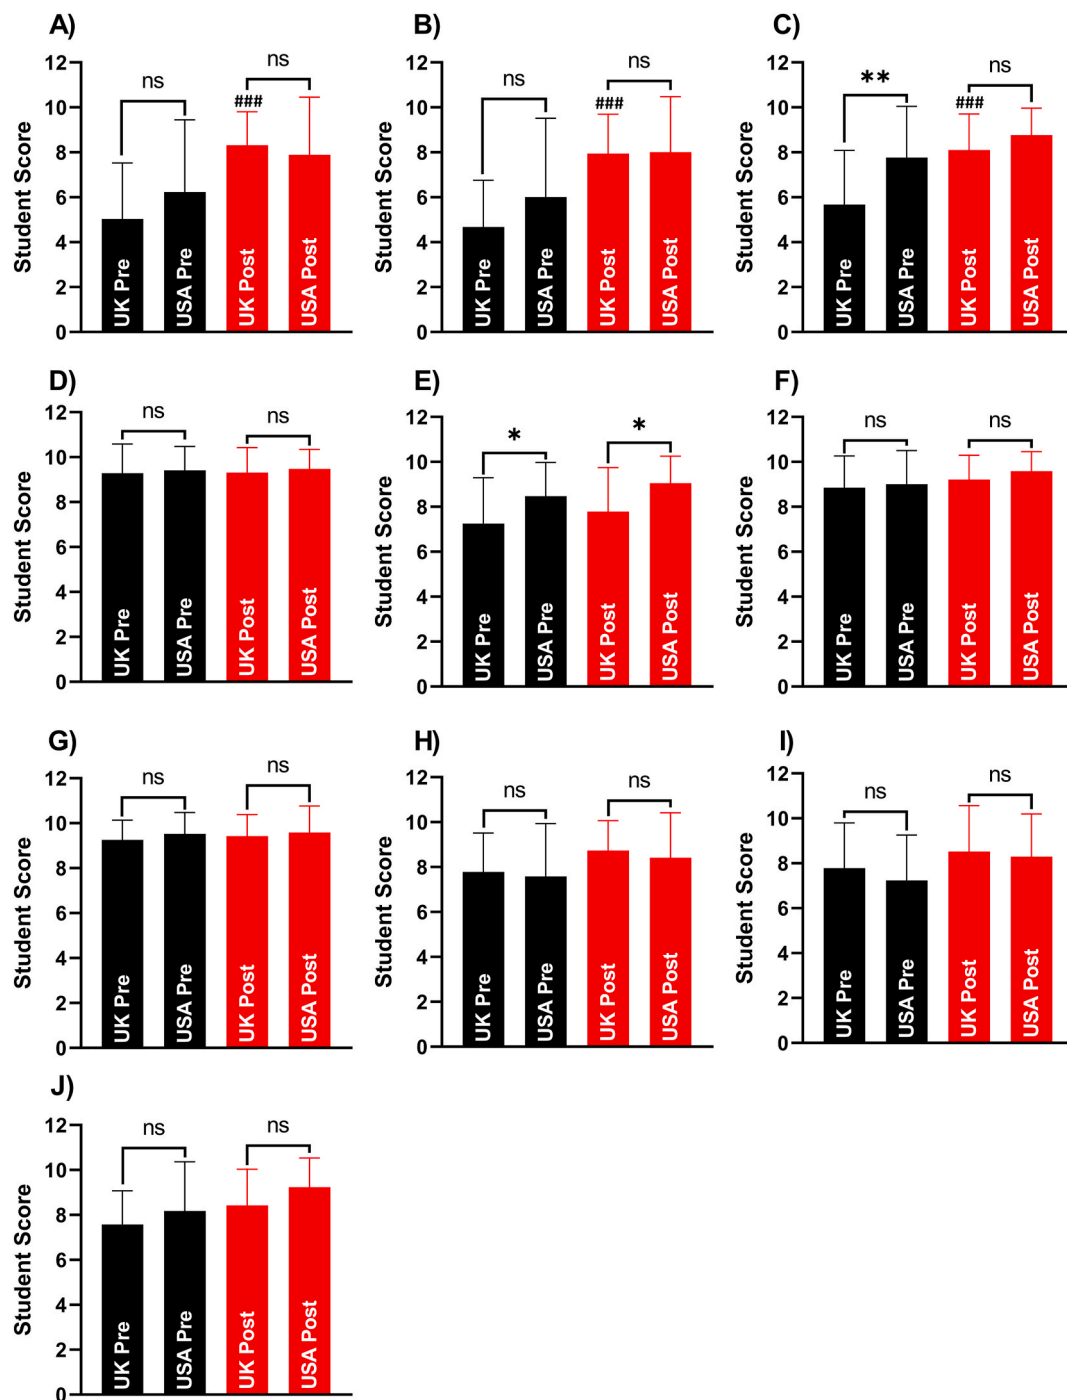 A)
ns
ns
###
Student Score
12
10
8
6
4
2
0
UK Pre
USA Pre
UK Post
USA Post
B)
ns
ns
###
Student Score
12
10
8
6
4
2
0
UK Pre
USA Pre
UK Post
USA Post
C)
**
ns
###
Student Score
12
10
8
6
4
2
0
UK Pre
USA Pre
UK Post
USA Post
D)
ns
ns
Student Score
12
10
8
6
4
2
0
UK Pre
USA Pre
UK Post
USA Post
E)
*
*
Student Score
12
10
8
6
4
2
0
UK Pre
USA Pre
UK Post
USA Post
F)
ns
ns
Student Score
12
10
8
6
4
2
0
UK Pre
USA Pre
UK Post
USA Post
G)
ns
ns
Student Score
12
10
8
6
4
2
0
UK Pre
USA Pre
UK Post
USA Post
H)
ns
ns
Student Score
12
10
8
6
4
2
0
UK Pre
USA Pre
UK Post
USA Post
I)
ns
ns
Student Score
12
10
8
6
4
2
0
UK Pre
USA Pre
UK Post
USA Post
J)
ns
ns
Student Score
12
10
8
6
4
2
0
UK Pre
USA Pre
UK Post
USA Post